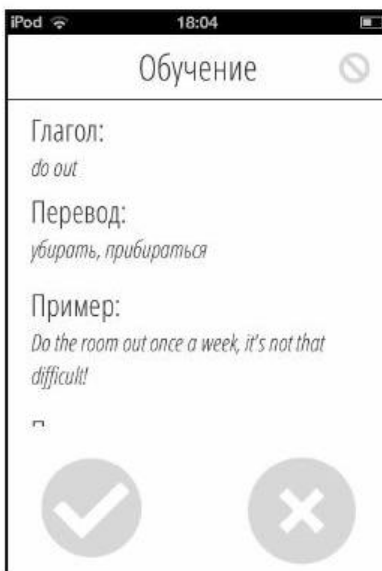 iPod 18:04
Обучение
Глагол:
do out
Перевод:
убирать, прибираться
Пример:
Do the room out once a week, it's not that
difficult!